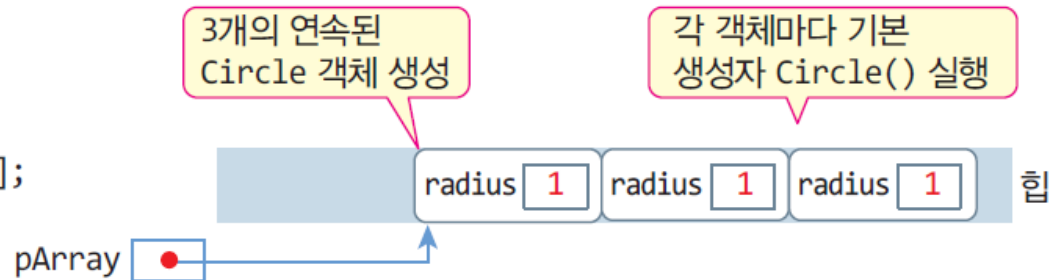 3개의 연속된
Circle 객체 생성
각 객체마다 기본
생성자 Circle() 실행
];
radius 1 radius 1 radius 1 힙
pArray